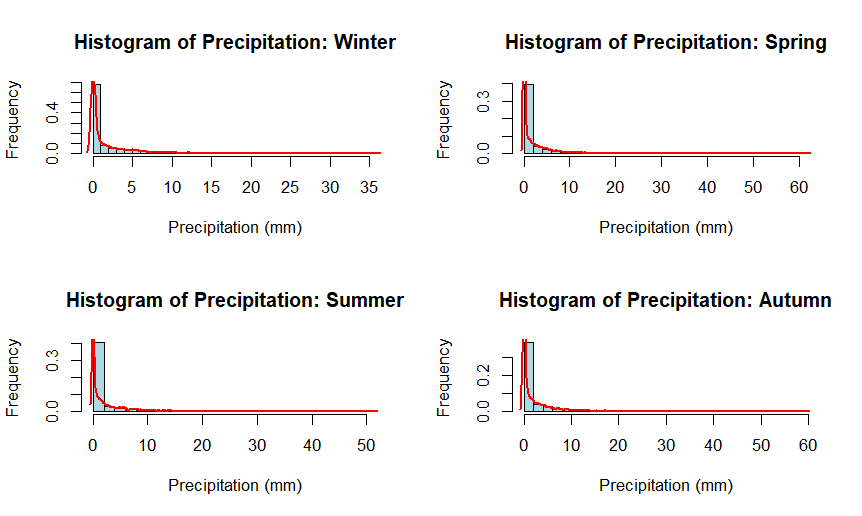 Histogram of Precipitation: Winter
Frequency
0.0 0.4
0 5 10 15 20 25 30 35
Precipitation (mm)
Histogram of Precipitation: Spring
Frequency
0.0 0.3
0 10 20 30 40 50 60
Precipitation (mm)
Histogram of Precipitation: Summer
Frequency
0.0 0.3
0 10 20 30 40 50
Precipitation (mm)
Histogram of Precipitation: Autumn
Frequency
0.0 0.2
0 10 20 30 40 50 60
Precipitation (mm)